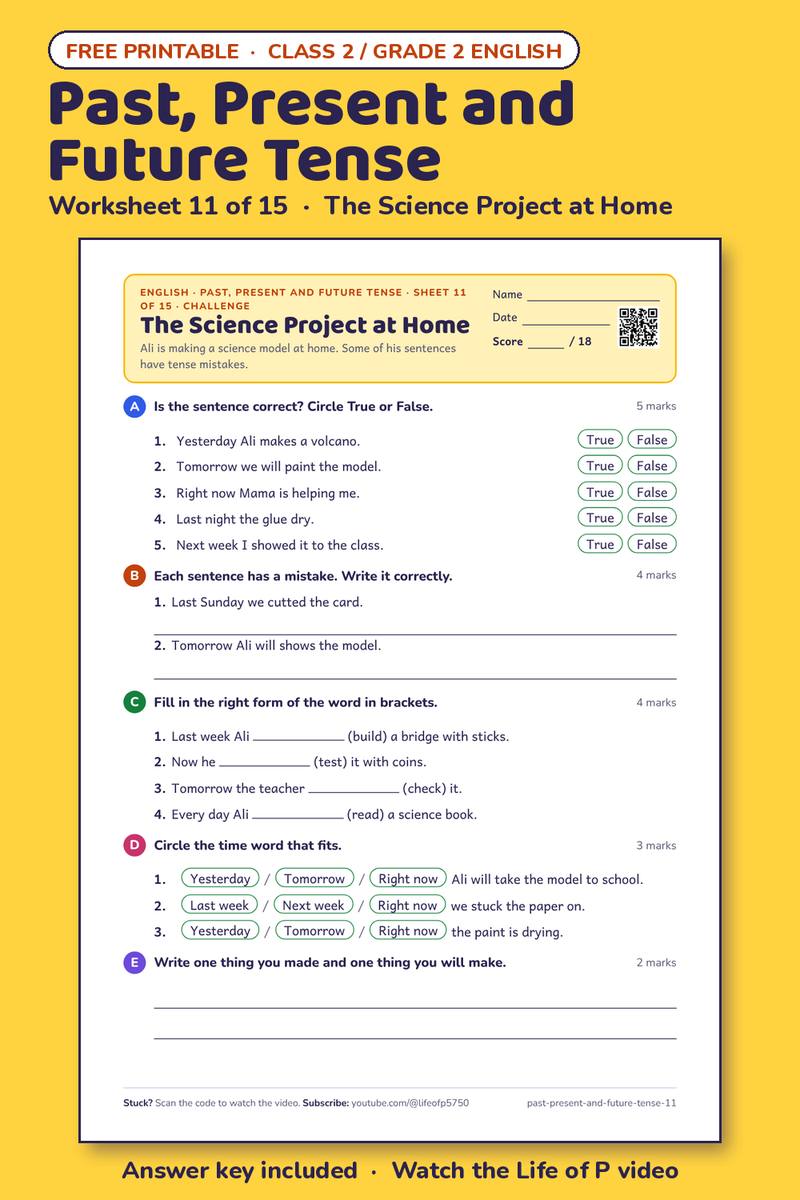 FREE PRINTABLE · CLASS 2 / GRADE 2 ENGLISH
Past, Present and
Future Tense
Worksheet 11 of 15 · The Science Project at Home
ENGLISH · PAST, PRESENT AND FUTURE TENSE · SHEET 11
OF 15 · CHALLENGE
The Science Project at Home
Ali is making a science model at home. Some of his sentences
have tense mistakes.
Name
Date
Score / 18
A Is the sentence correct? Circle True or False. 5 marks
1. Yesterday Ali makes a volcano. True False
2. Tomorrow we will paint the model. True False
3. Right now Mama is helping me. True False
4. Last night the glue dry. True False
5. Next week I showed it to the class. True False
B Each sentence has a mistake. Write it correctly. 4 marks
1. Last Sunday we cutted the card.
2. Tomorrow Ali will shows the model.
C Fill in the right form of the word in brackets. 4 marks
1. Last week Ali ____________ (build) a bridge with sticks.
2. Now he ____________ (test) it with coins.
3. Tomorrow the teacher ____________ (check) it.
4. Every day Ali ____________ (read) a science book.
D Circle the time word that fits. 3 marks
1. Yesterday / Tomorrow / Right now Ali will take the model to school.
2. Last week / Next week / Right now we stuck the paper on.
3. Yesterday / Tomorrow / Right now the paint is drying.
E Write one thing you made and one thing you will make. 2 marks
Stuck? Scan the code to watch the video. Subscribe: youtube.com/@lifeofp5750 past-present-and-future-tense-11
Answer key included · Watch the Life of P video